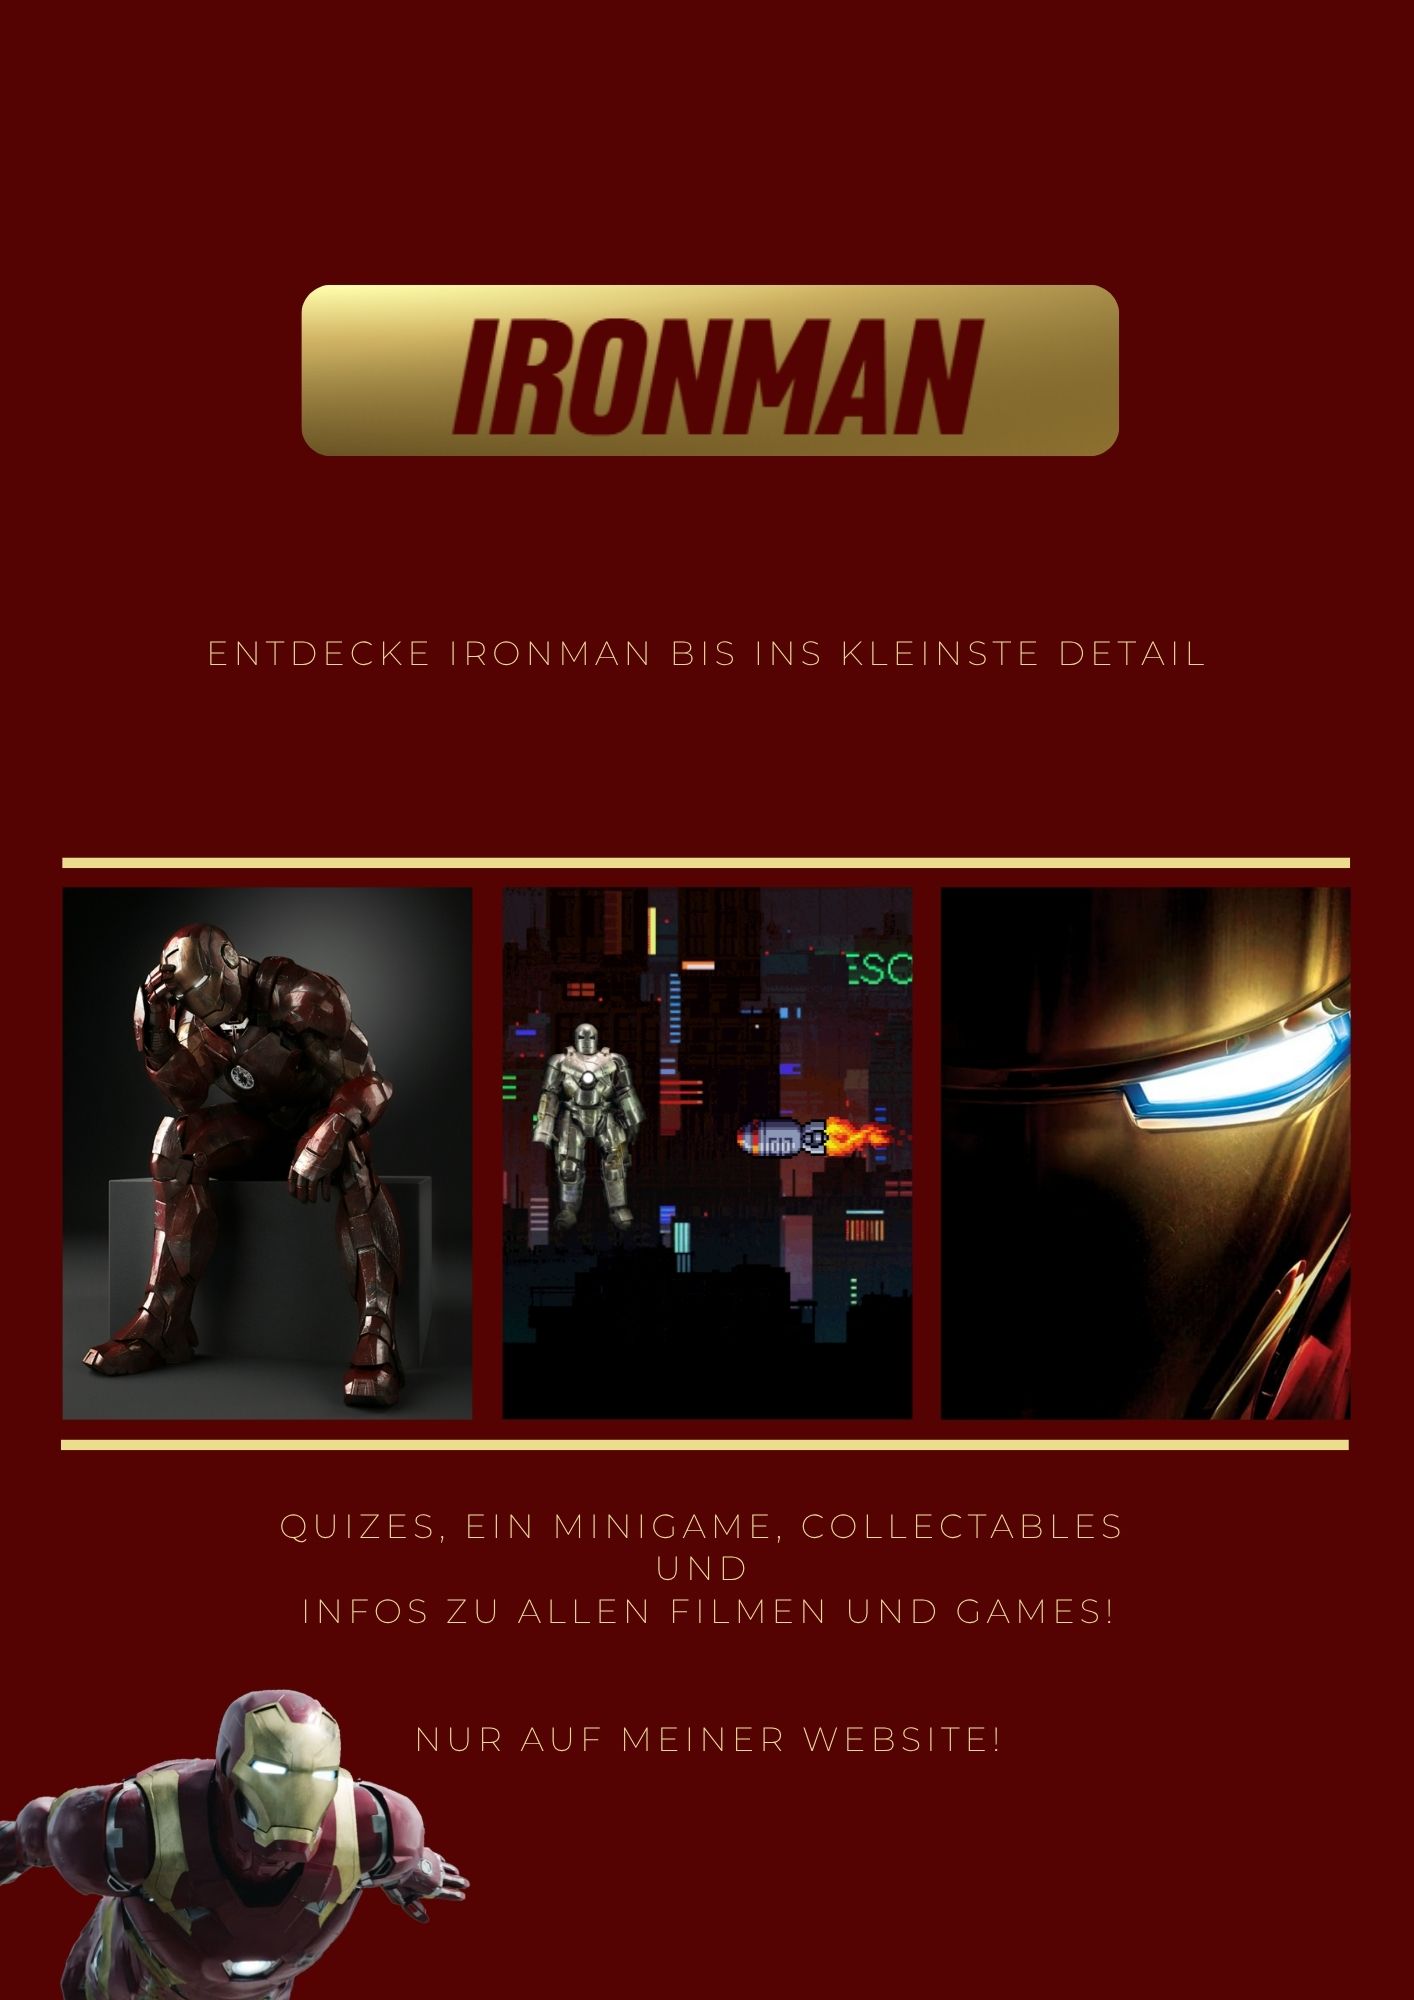 IRONMAN
ENTDECKE IRONMAN BIS INS KLEINSTE DETAIL
ESC
QUIZES, EIN MINIGAME, COLLECTABLES
UND
INFOS ZU ALLEN FILMEN UND GAMES!
NUR AUF MEINER WEBSITE!